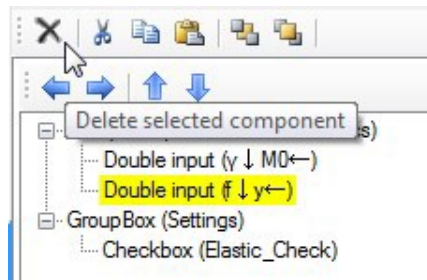 Delete selected component
s)
Double input (γ↓M0←)
Double input (f↓y←)
GroupBox (Settings)
Checkbox (Elastic_Check)